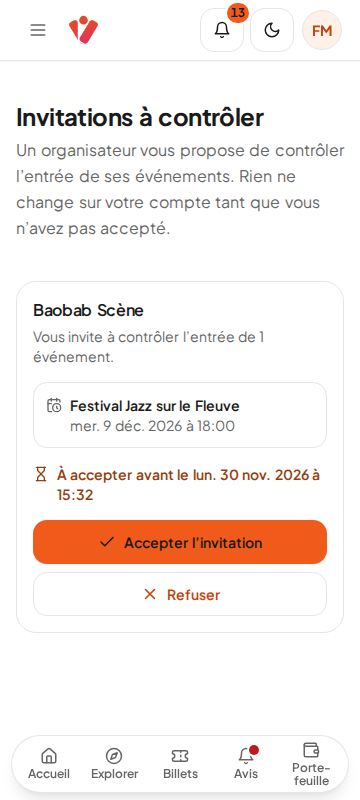 13
FM
Invitations à contrôler
Un organisateur vous propose de contrôler
l'entrée de ses événements. Rien ne
change sur votre compte tant que vous
n'avez pas accepté.
Baobab Scène
Vous invite à contrôler l'entrée de 1
événement.
Festival Jazz sur le Fleuve
mer. 9 déc. 2026 à 18:00
À accepter avant le lun. 30 nov. 2026 à
15:32
Accepter l'invitation
Refuser
Accueil
Explorer
Billets
Avis
Porte-
feuille